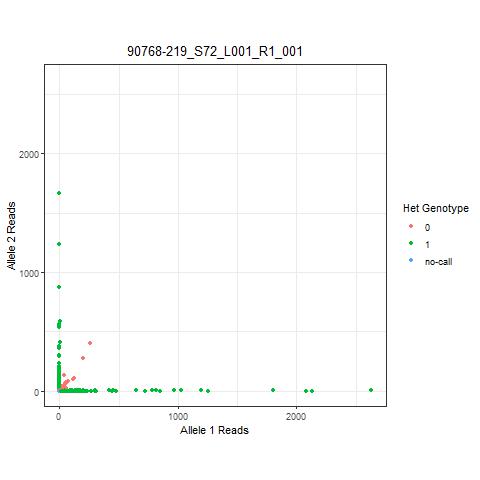 90768-219_S72_L001_R1_001
2000
1000
0
Allele 2 Reads
0
1000
2000
Allele 1 Reads
Het Genotype
0
1
no-call